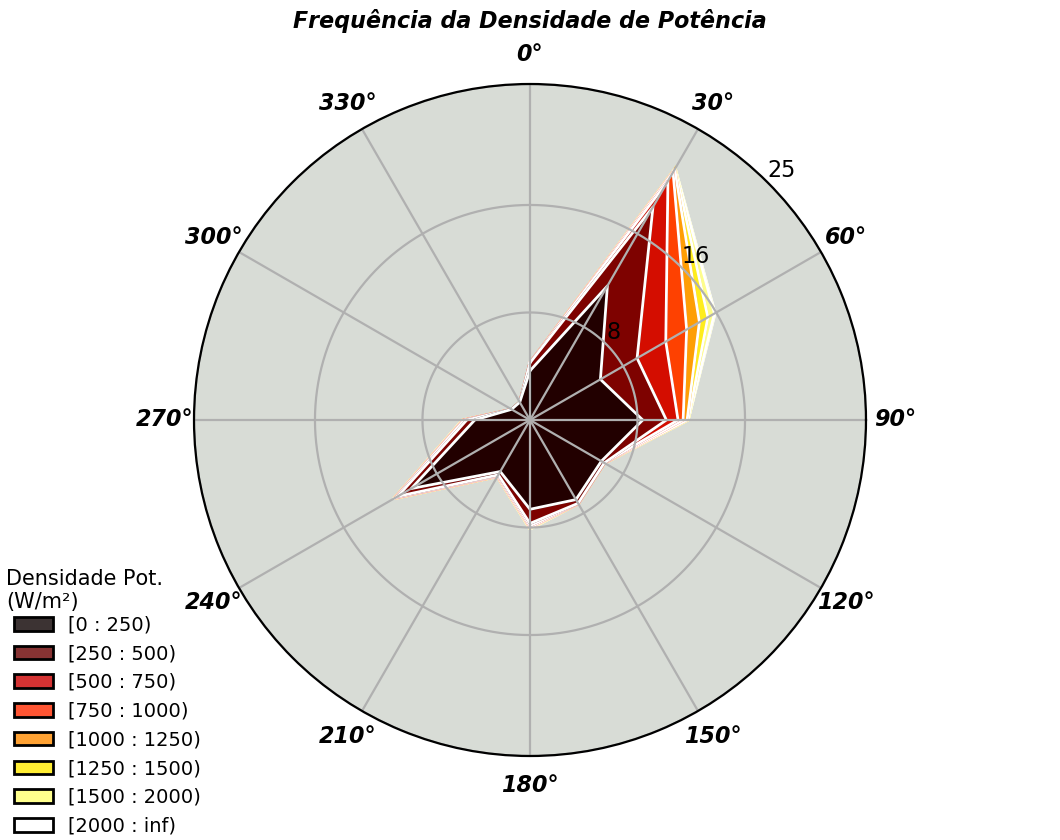 Frequência da Densidade de Potência
0°
330°
30°
25
300°
60°
16
8
270°
90°
240°
120°
210°
150°
180°
Densidade Pot.
(W/m²)
[0 : 250)
[250 : 500)
[500 : 750)
[750 : 1000)
[1000 : 1250)
[1250 : 1500)
[1500 : 2000)
[2000 : inf)